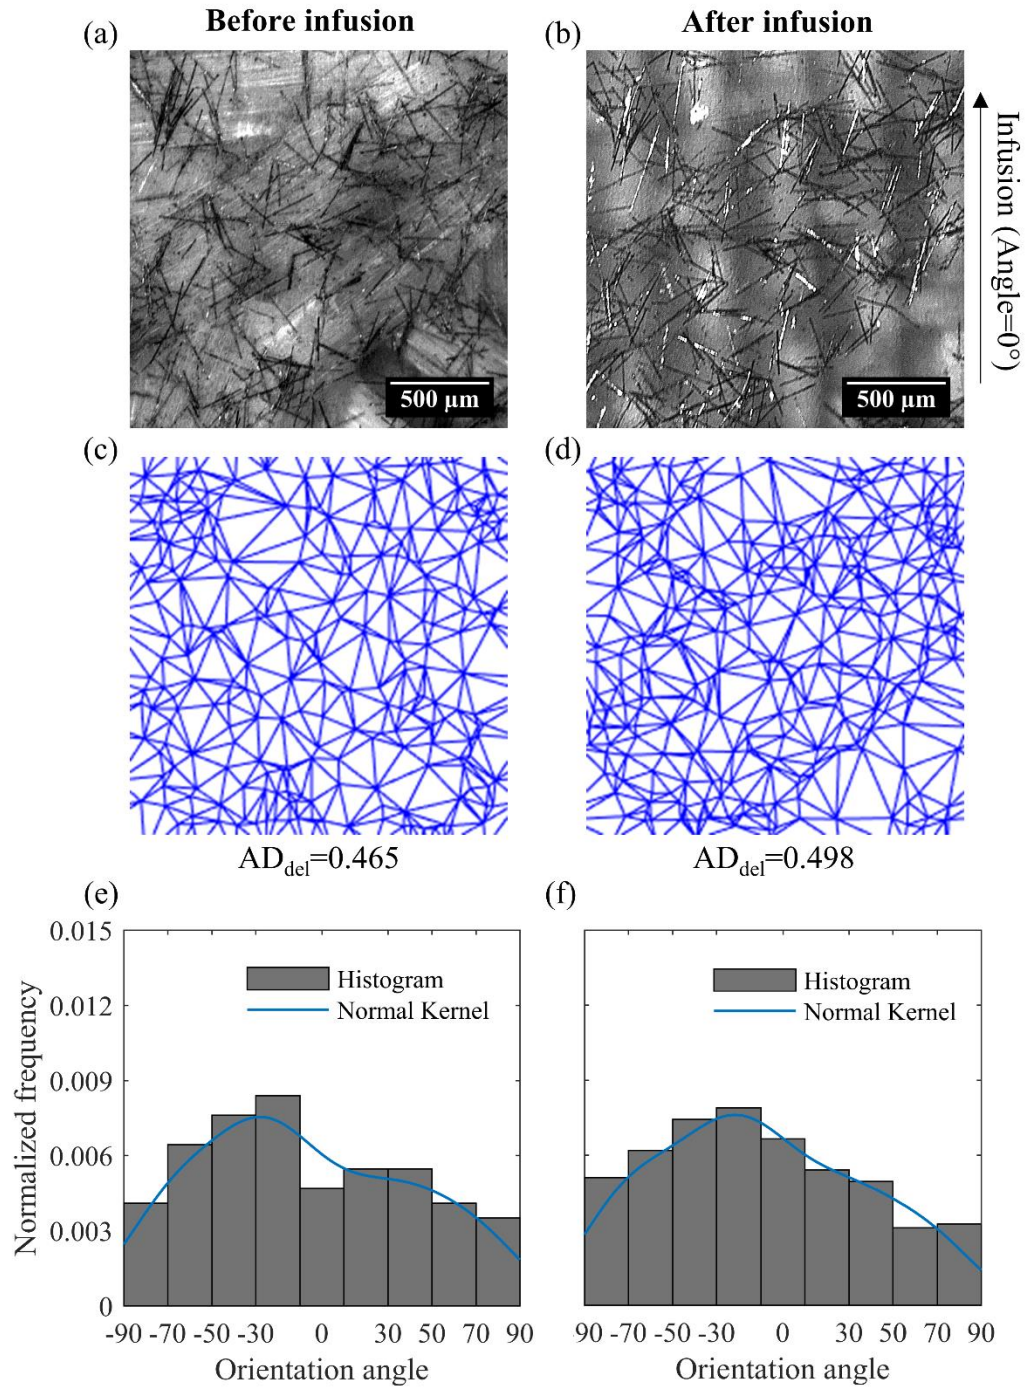 Before infusion
After infusion
(a)
(b)
500 µm
500 µm
Infusion (Angle=0°)
(c)
(d)
AD_del=0.465
AD_del=0.498
(e)
(f)
0.015
0.012
0.009
0.006
0.003
0
Normalized frequency
Histogram
Normal Kernel
Histogram
Normal Kernel
-90 -70 -50 -30 0 30 50 70 90
-90 -70 -50 -30 0 30 50 70 90
Orientation angle
Orientation angle